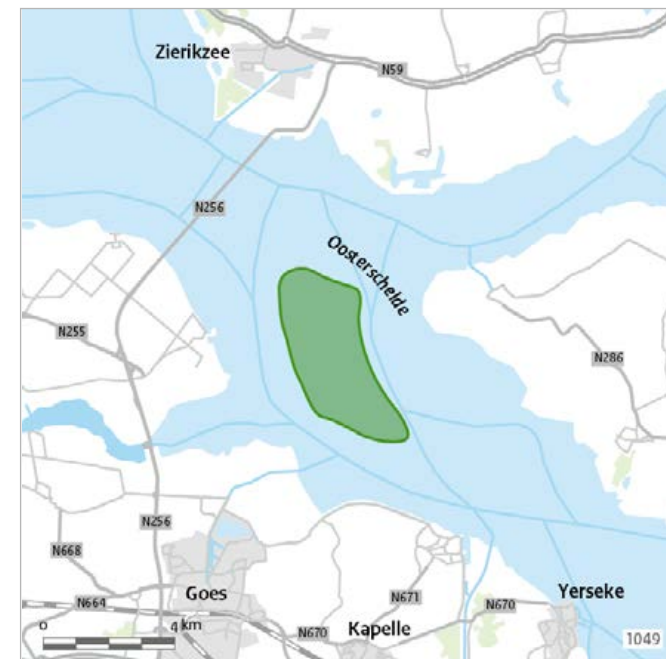 Zierikzee
N59
N256
Oosterschelde
N255
N286
N256
N668
Goes
N671
Yerseke
N664
N670
0 4 km
N670
Kapelle
1049